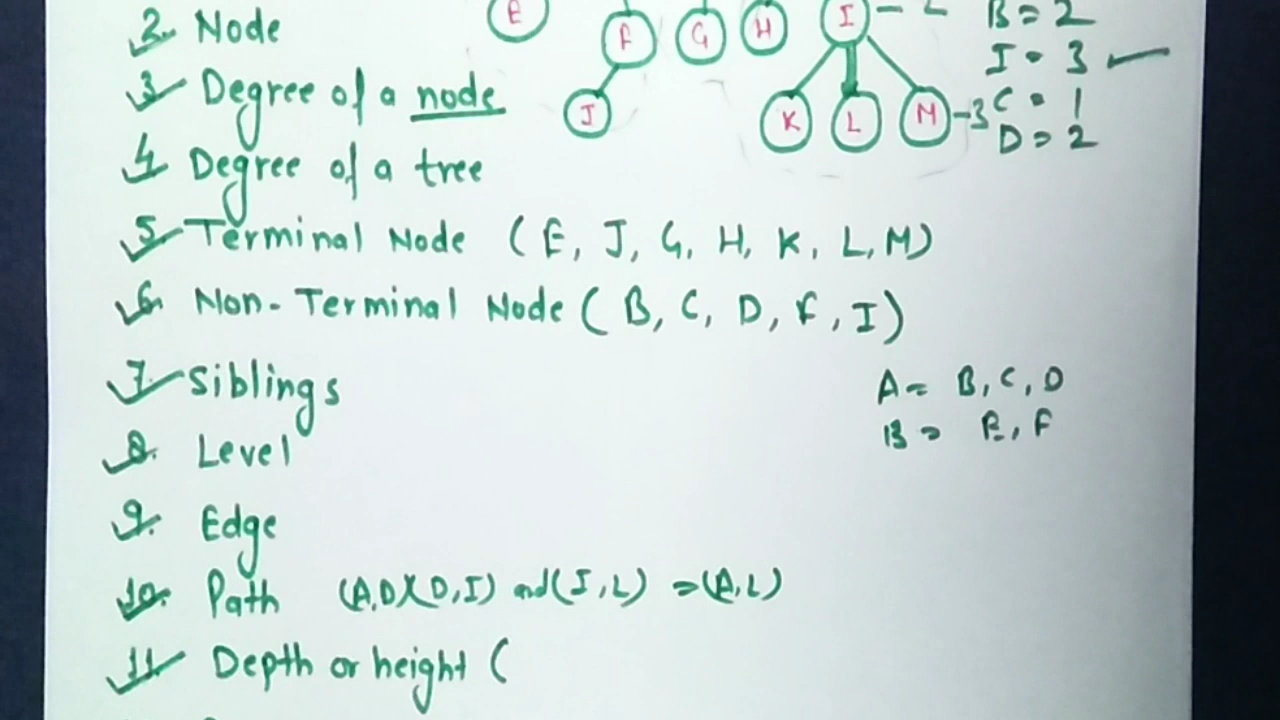 E F G H I - 2 B = 2
2. Node
I = 3
3. Degree of a node
J K L M -3 C = 1
D = 2
4. Degree of a tree
5. Terminal Node (E, J, G, H, K, L, M)
6. Non-Terminal Node (B, C, D, F, I)
7. Siblings
A = B, C, D
B = E, F
8. Level
9. Edge
10. Path (A,D)(D,I) and (I,L) = (A,L)
11. Depth or height (